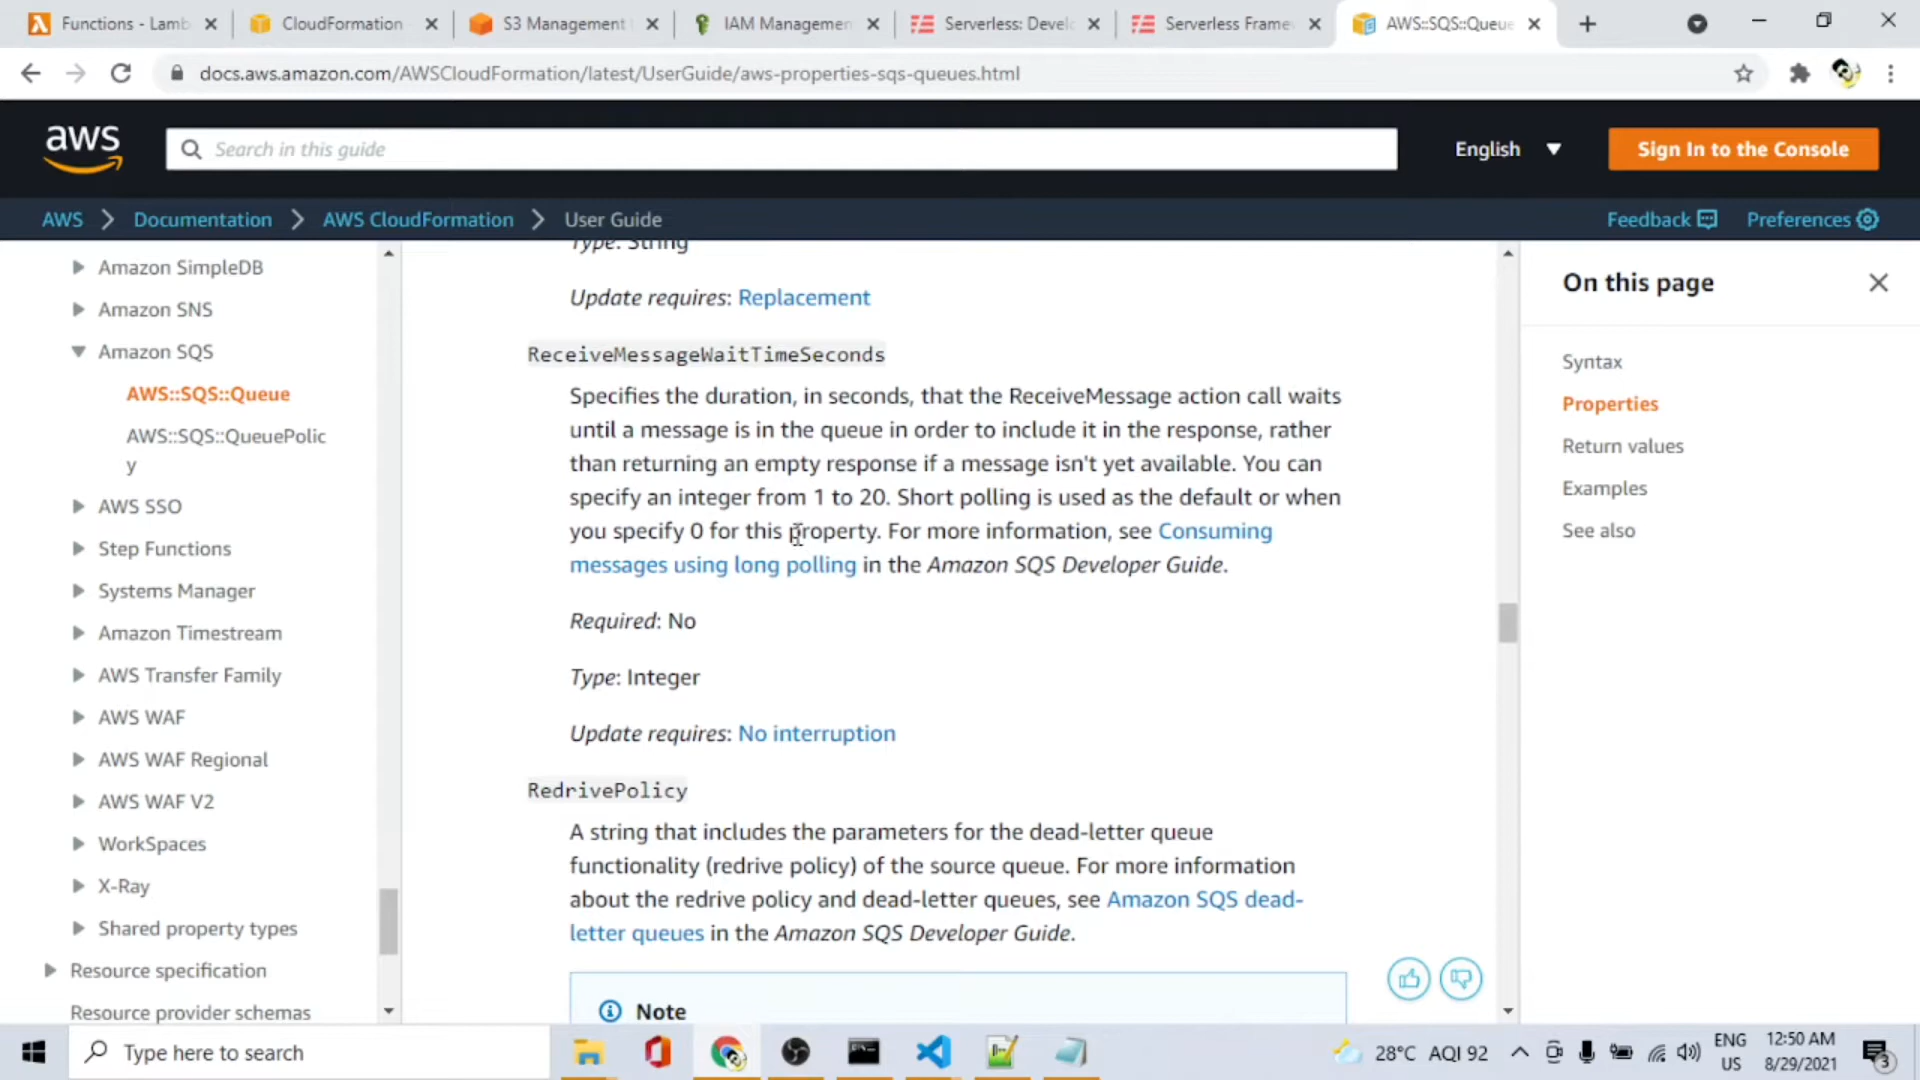 Functions - Lamb
CloudFormation
S3 Management
IAM Managemen
Serverless: Develo
Serverless Frame
AWS::SQS::Queue
docs.aws.amazon.com/AWSCloudFormation/latest/UserGuide/aws-properties-sqs-queues.html
aws
Search in this guide
English
Sign In to the Console
AWS
Documentation
AWS CloudFormation
User Guide
Feedback
Preferences
Amazon SimpleDB
Amazon SNS
Amazon SQS
AWS::SQS::Queue
AWS::SQS::QueuePolic
y
AWS SSO
Step Functions
Systems Manager
Amazon Timestream
AWS Transfer Family
AWS WAF
AWS WAF Regional
AWS WAF V2
WorkSpaces
X-Ray
Shared property types
Resource specification
Resource provider schemas
Type: String
Update requires: Replacement
ReceiveMessageWaitTimeSeconds
Specifies the duration, in seconds, that the ReceiveMessage action call waits
until a message is in the queue in order to include it in the response, rather
than returning an empty response if a message isn't yet available. You can
specify an integer from 1 to 20. Short polling is used as the default or when
you specify 0 for this property. For more information, see Consuming
messages using long polling in the Amazon SQS Developer Guide.
Required: No
Type: Integer
Update requires: No interruption
RedrivePolicy
A string that includes the parameters for the dead-letter queue
functionality (redrive policy) of the source queue. For more information
about the redrive policy and dead-letter queues, see Amazon SQS dead-
letter queues in the Amazon SQS Developer Guide.
Note
On this page
Syntax
Properties
Return values
Examples
See also
Type here to search
28°C AQI 92
ENG
US
12:50 AM
8/29/2021
3